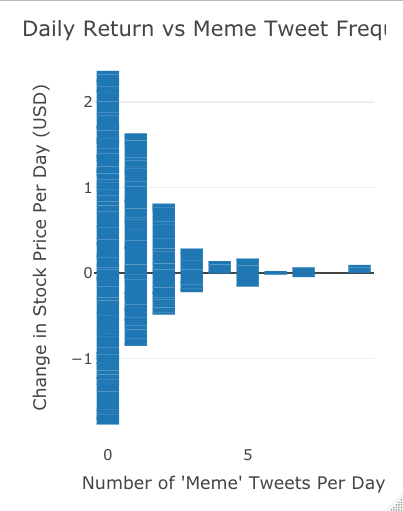 Daily Return vs Meme Tweet
2
1
0
−1
Change in Stock Price Per Day (USD)
0
5
Number of 'Meme' Tweets Per Day